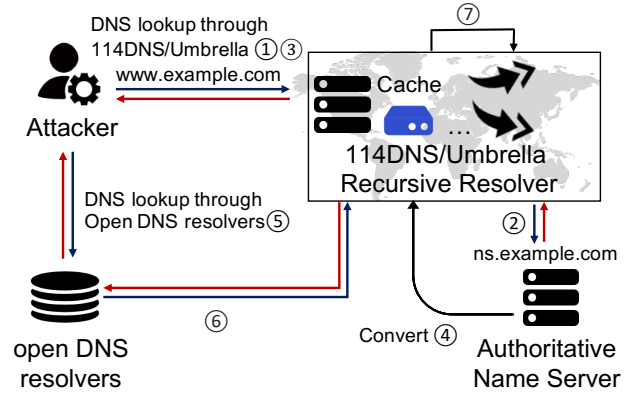 DNS lookup through
114DNS/Umbrella ①③
www.example.com
Attacker
⑦
Cache
...
114DNS/Umbrella
Recursive Resolver
DNS lookup through
Open DNS resolvers⑤
②
ns.example.com
⑥
Convert ④
open DNS
resolvers
Authoritative
Name Server